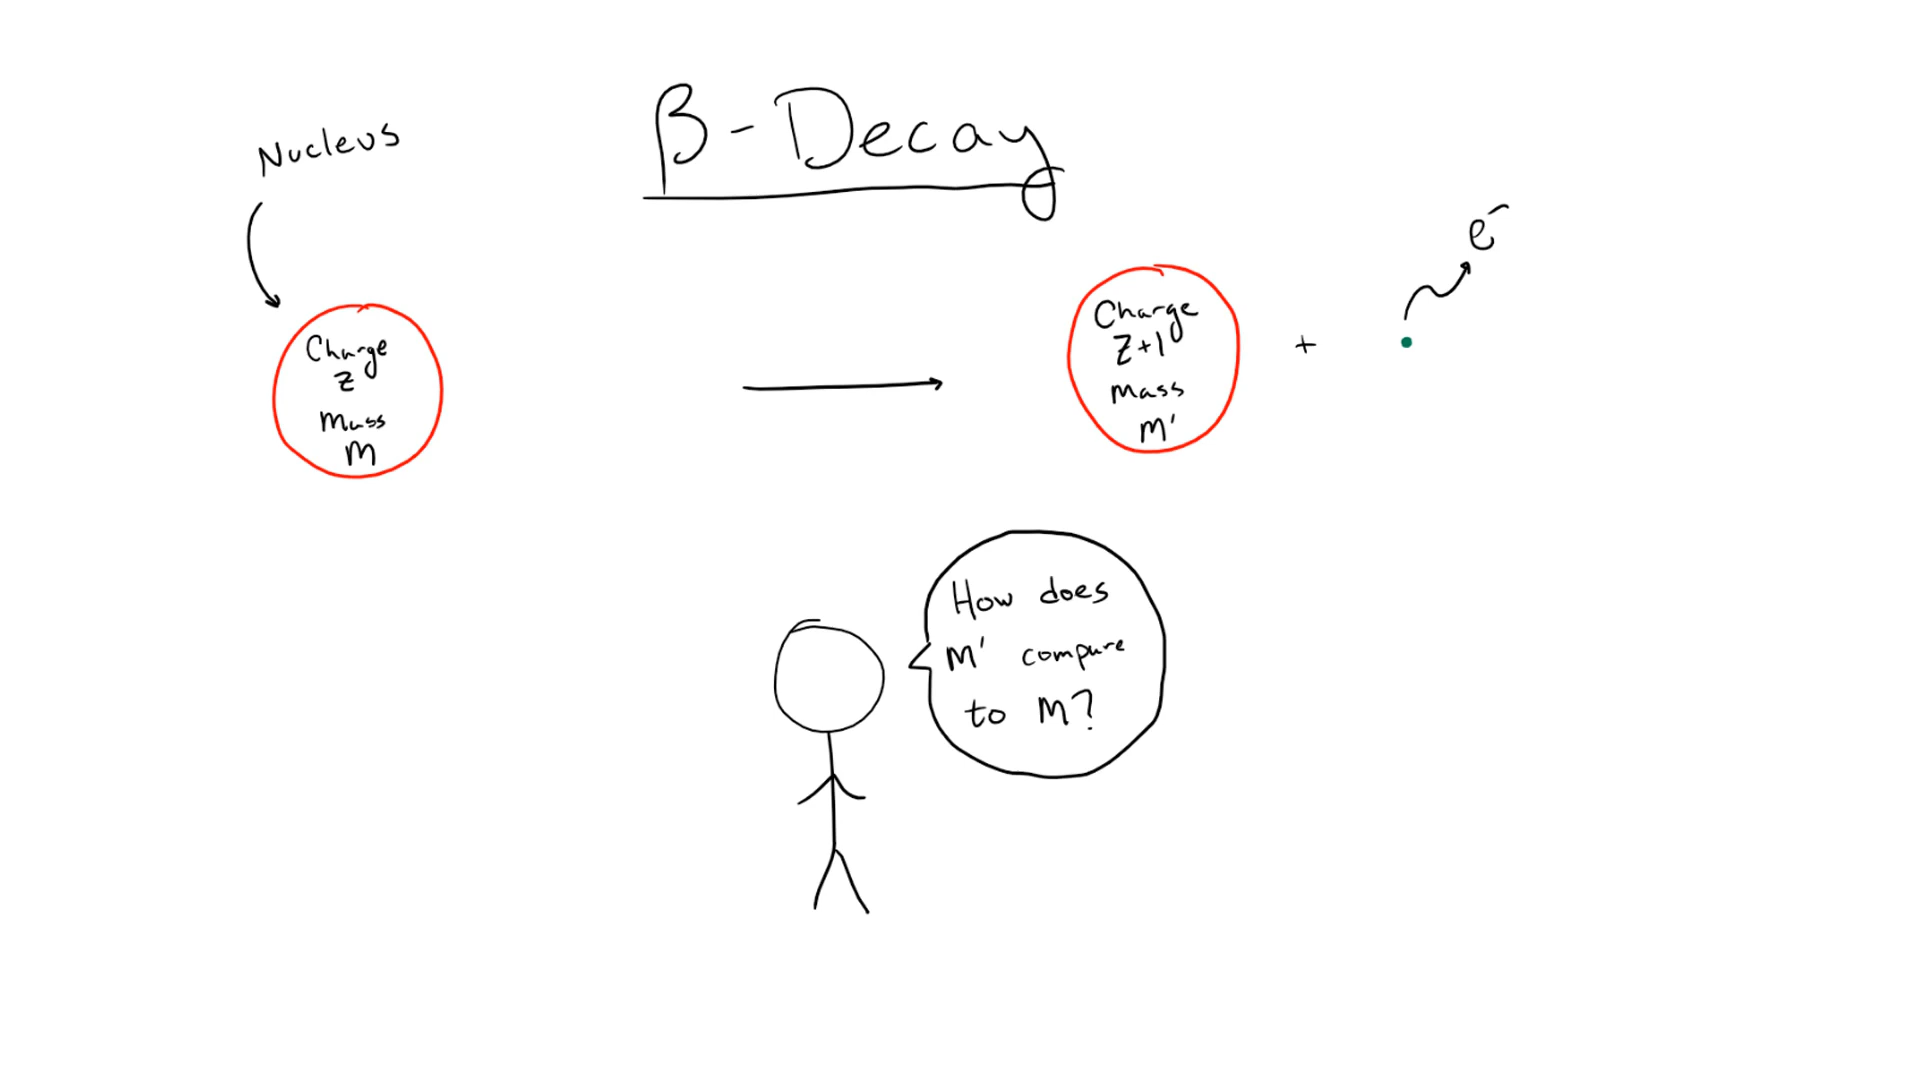 β-Decay
Nucleus
Charge
Z
Mass
M
Charge
Z+1
Mass
M'
+
e⁻
How does
M' compare
to M?